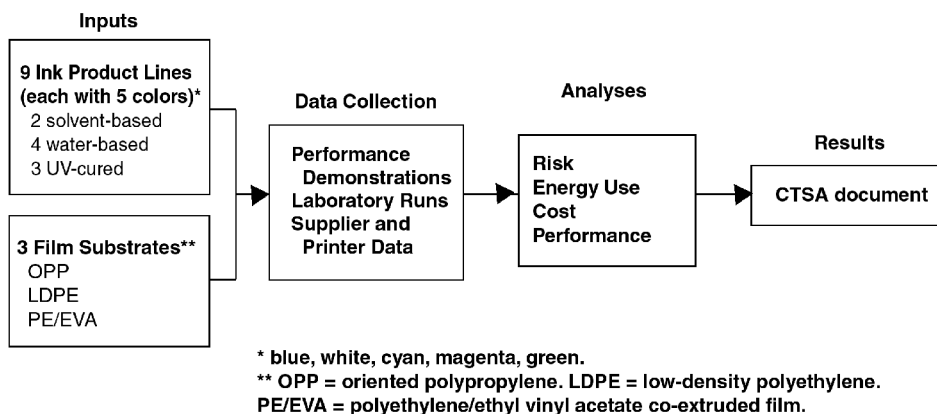 Inputs
9 Ink Product Lines
(each with 5 colors)*
2 solvent-based
4 water-based
3 UV-cured
3 Film Substrates**
OPP
LDPE
PE/EVA
Data Collection
Performance
Demonstrations
Laboratory Runs
Supplier and
Printer Data
Analyses
Risk
Energy Use
Cost
Performance
Results
CTSA document
* blue, white, cyan, magenta, green.
** OPP = oriented polypropylene. LDPE = low-density polyethylene.
PE/EVA = polyethylene/ethyl vinyl acetate co-extruded film.